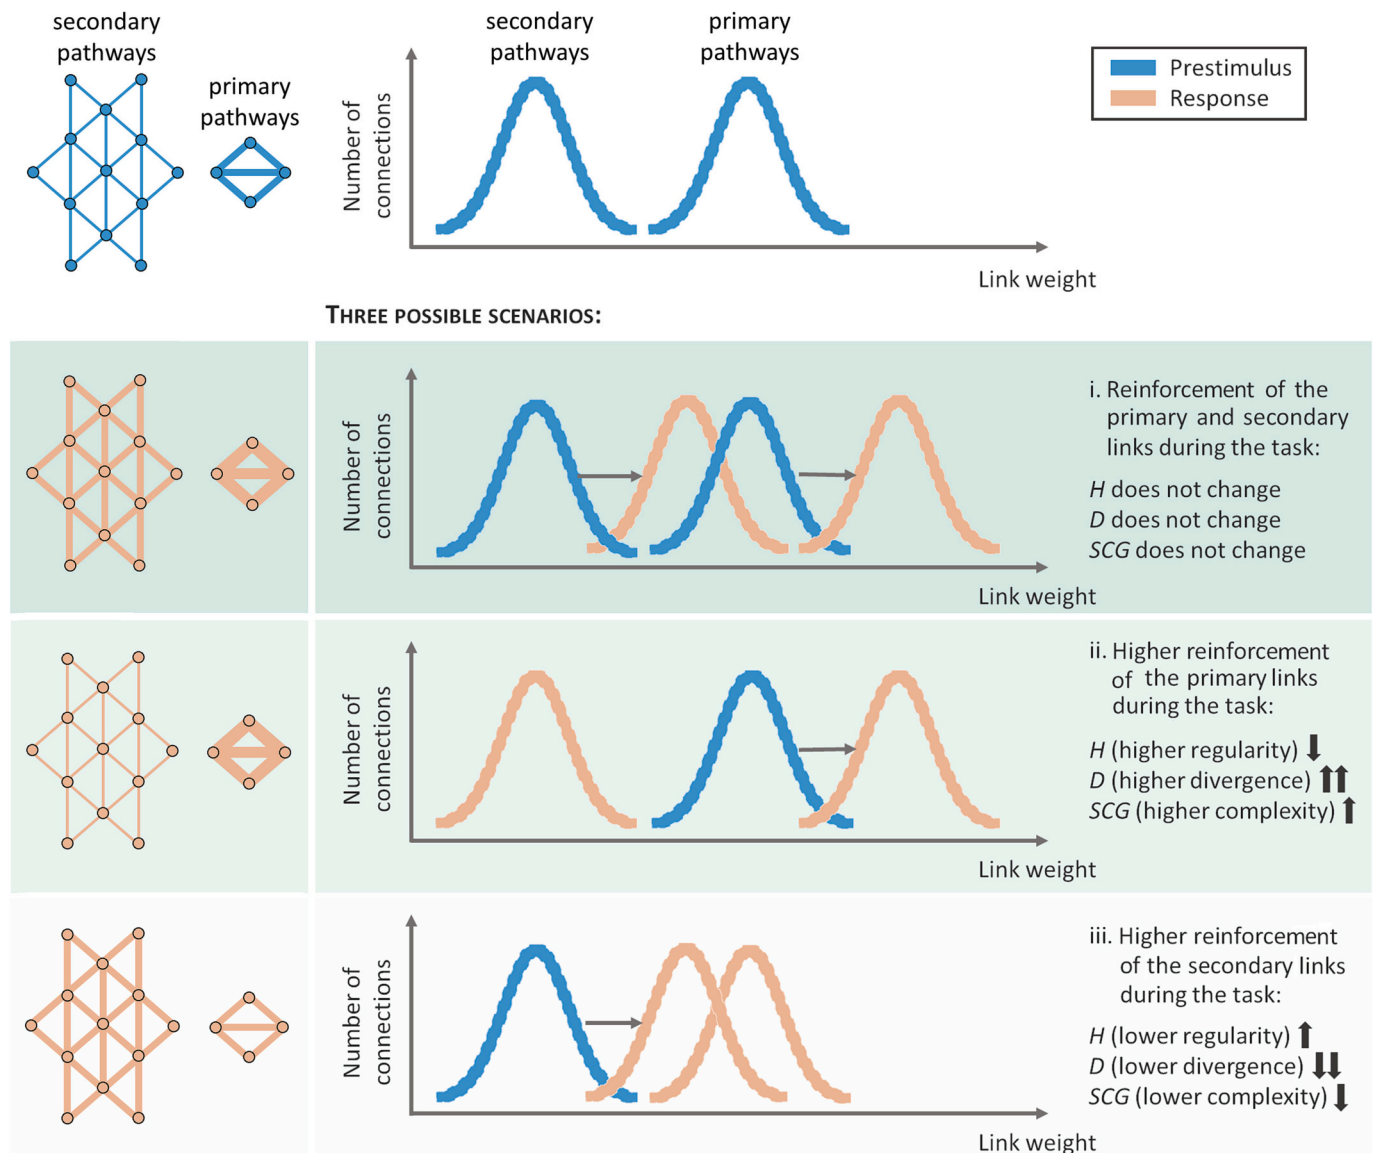 secondary
pathways
primary
pathways
secondary
pathways
primary
pathways
Number of
connections
Link weight
Prestimulus
Response
THREE POSSIBLE SCENARIOS:
Number of
connections
Link weight
i. Reinforcement of the
primary and secondary
links during the task:
H does not change
D does not change
SCG does not change
Number of
connections
Link weight
ii. Higher reinforcement
of the primary links
during the task:
H (higher regularity) ⬇
D (higher divergence) ⬆⬆
SCG (higher complexity) ⬆
Number of
connections
Link weight
iii. Higher reinforcement
of the secondary links
during the task:
H (lower regularity) ⬆
D (lower divergence) ⬇⬇
SCG (lower complexity) ⬇